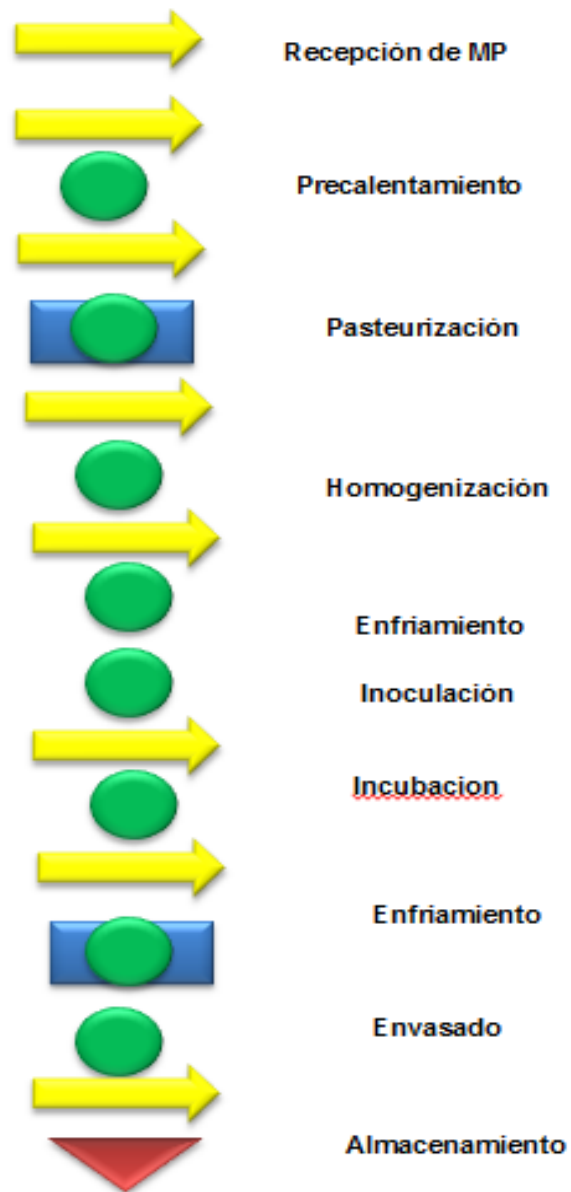 Recepción de MP
Precalentamiento
Pasteurización
Homogenización
Enfriamiento
Inoculación
Incubacion
Enfriamiento
Envasado
Almacenamiento